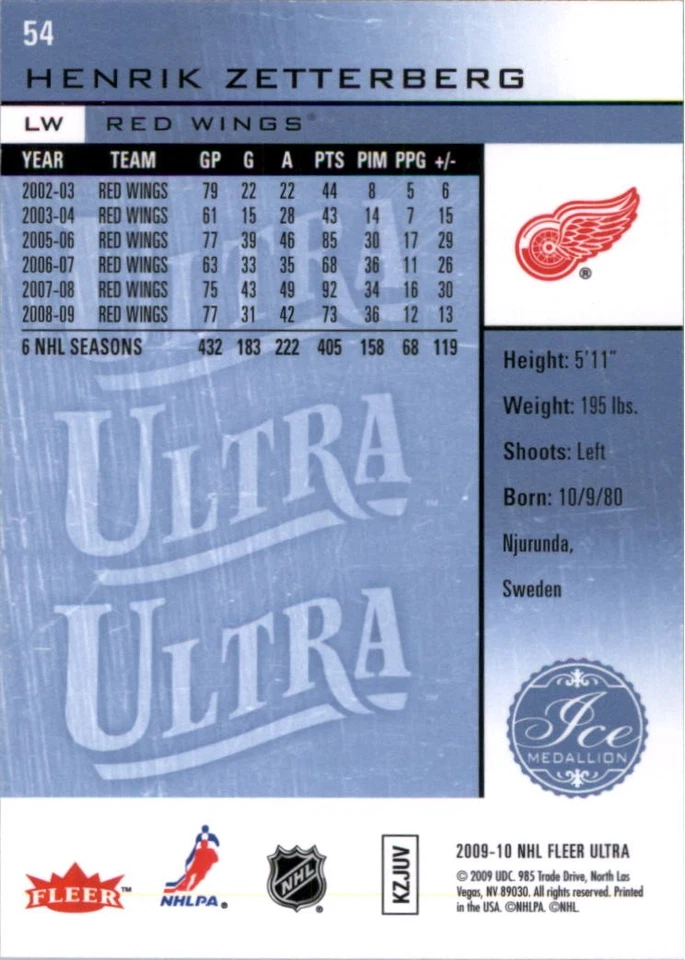 54
HENRIK ZETTERBERG
LW RED WINGS®
YEAR TEAM GP G A PTS PIM PPG +/-
2002-03 RED WINGS 79 22 22 44 8 5 6
2003-04 RED WINGS 61 15 28 43 14 7 15
2005-06 RED WINGS 77 39 46 85 30 17 29
2006-07 RED WINGS 63 33 35 68 36 11 26
2007-08 RED WINGS 75 43 49 92 34 16 30
2008-09 RED WINGS 77 31 42 73 36 12 13
6 NHL SEASONS 432 183 222 405 158 68 119
ULTRA
ULTRA
ULTRA
®
Height: 5'11"
Weight: 195 lbs.
Shoots: Left
Born: 10/9/80
Njurunda,
Sweden
Ice
MEDALLION
FLEER™
NHLPA®
NHL®
KZJUV
2009-10 NHL FLEER ULTRA
© 2009 UDC. 985 Trade Drive, North Las
Vegas, NV 89030. All rights reserved. Printed
in the USA. ©NHLPA. ©NHL.